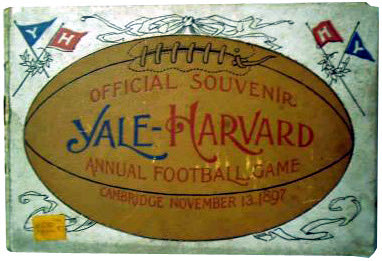 Y H
H Y
OFFICIAL SOUVENIR
YALE-HARVARD
ANNUAL FOOTBALL GAME
CAMBRIDGE NOVEMBER 13. 1897